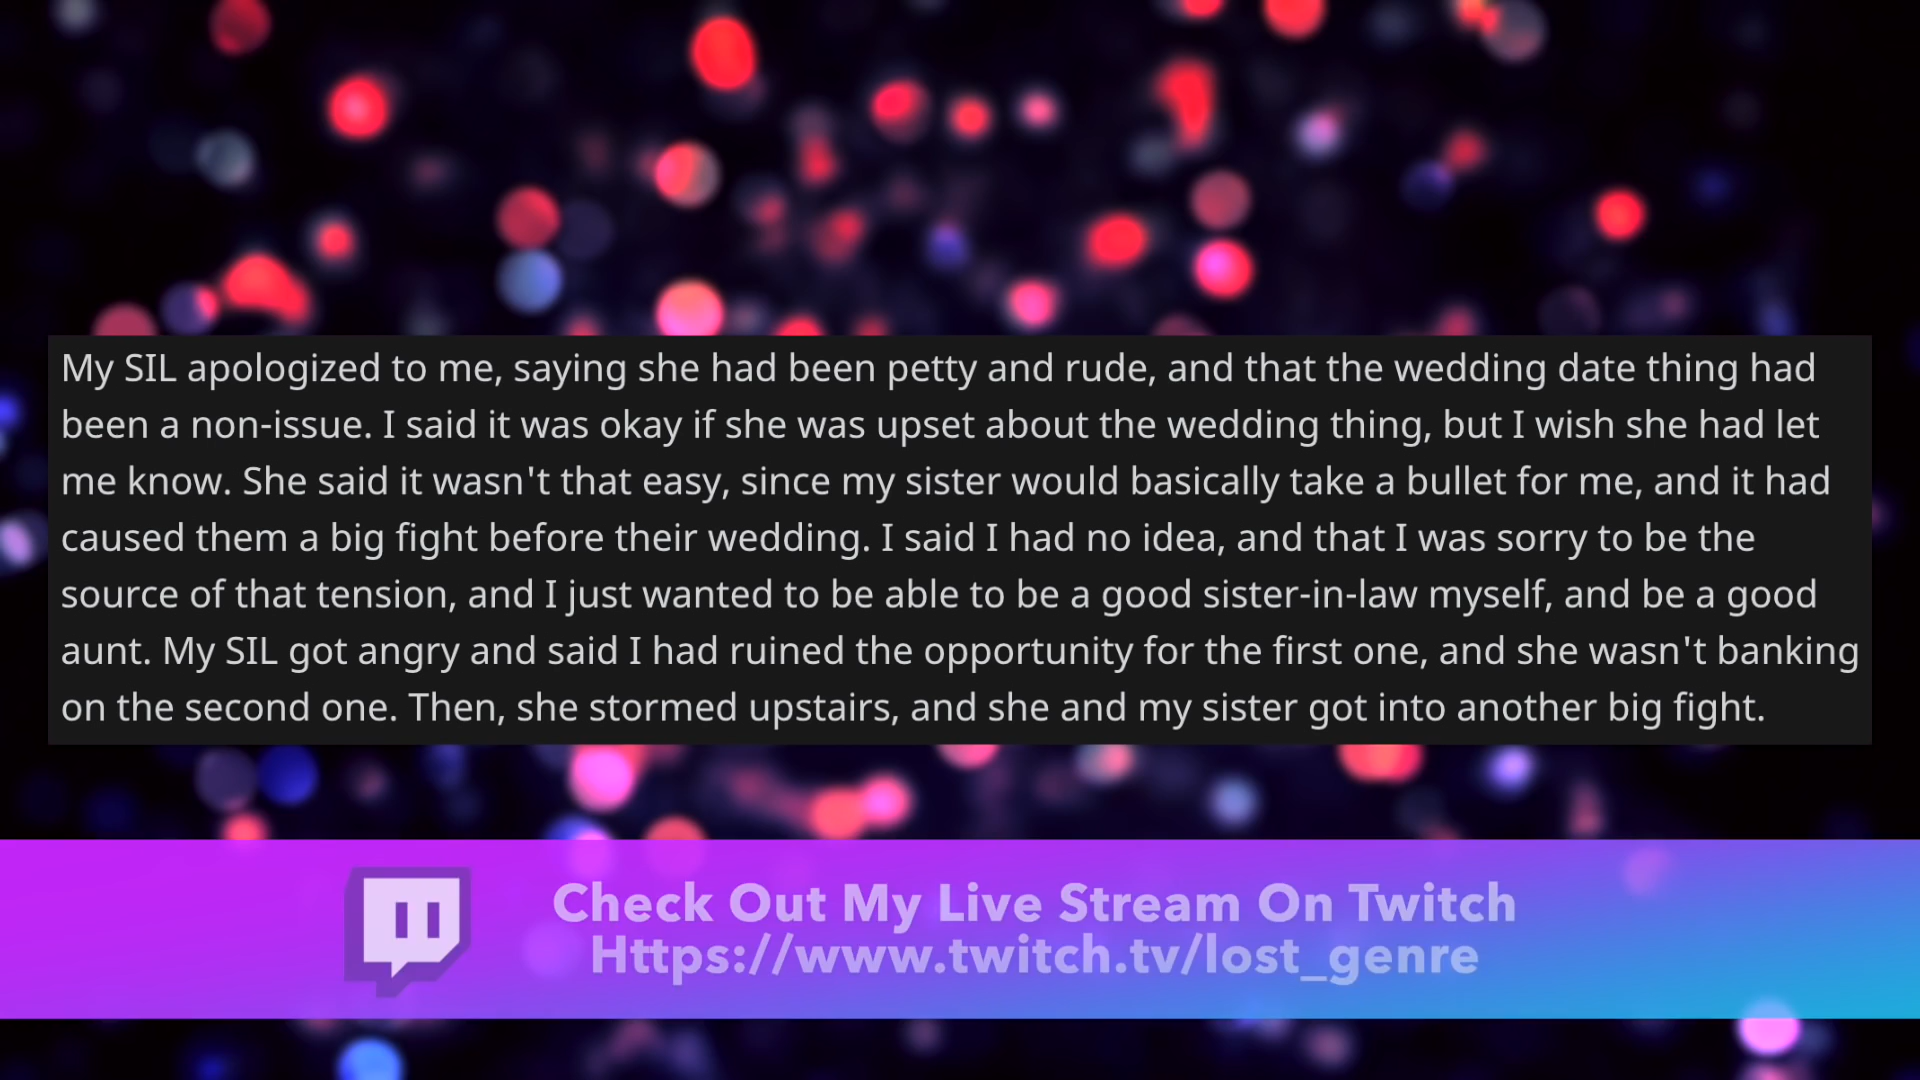 My SIL apologized to me, saying she had been petty and rude, and that the wedding date thing had
been a non-issue. I said it was okay if she was upset about the wedding thing, but I wish she had let
me know. She said it wasn't that easy, since my sister would basically take a bullet for me, and it had
caused them a big fight before their wedding. I said I had no idea, and that I was sorry to be the
source of that tension, and I just wanted to be able to be a good sister-in-law myself, and be a good
aunt. My SIL got angry and said I had ruined the opportunity for the first one, and she wasn't banking
on the second one. Then, she stormed upstairs, and she and my sister got into another big fight.
Check Out My Live Stream On Twitch
Https://www.twitch.tv/lost_genre